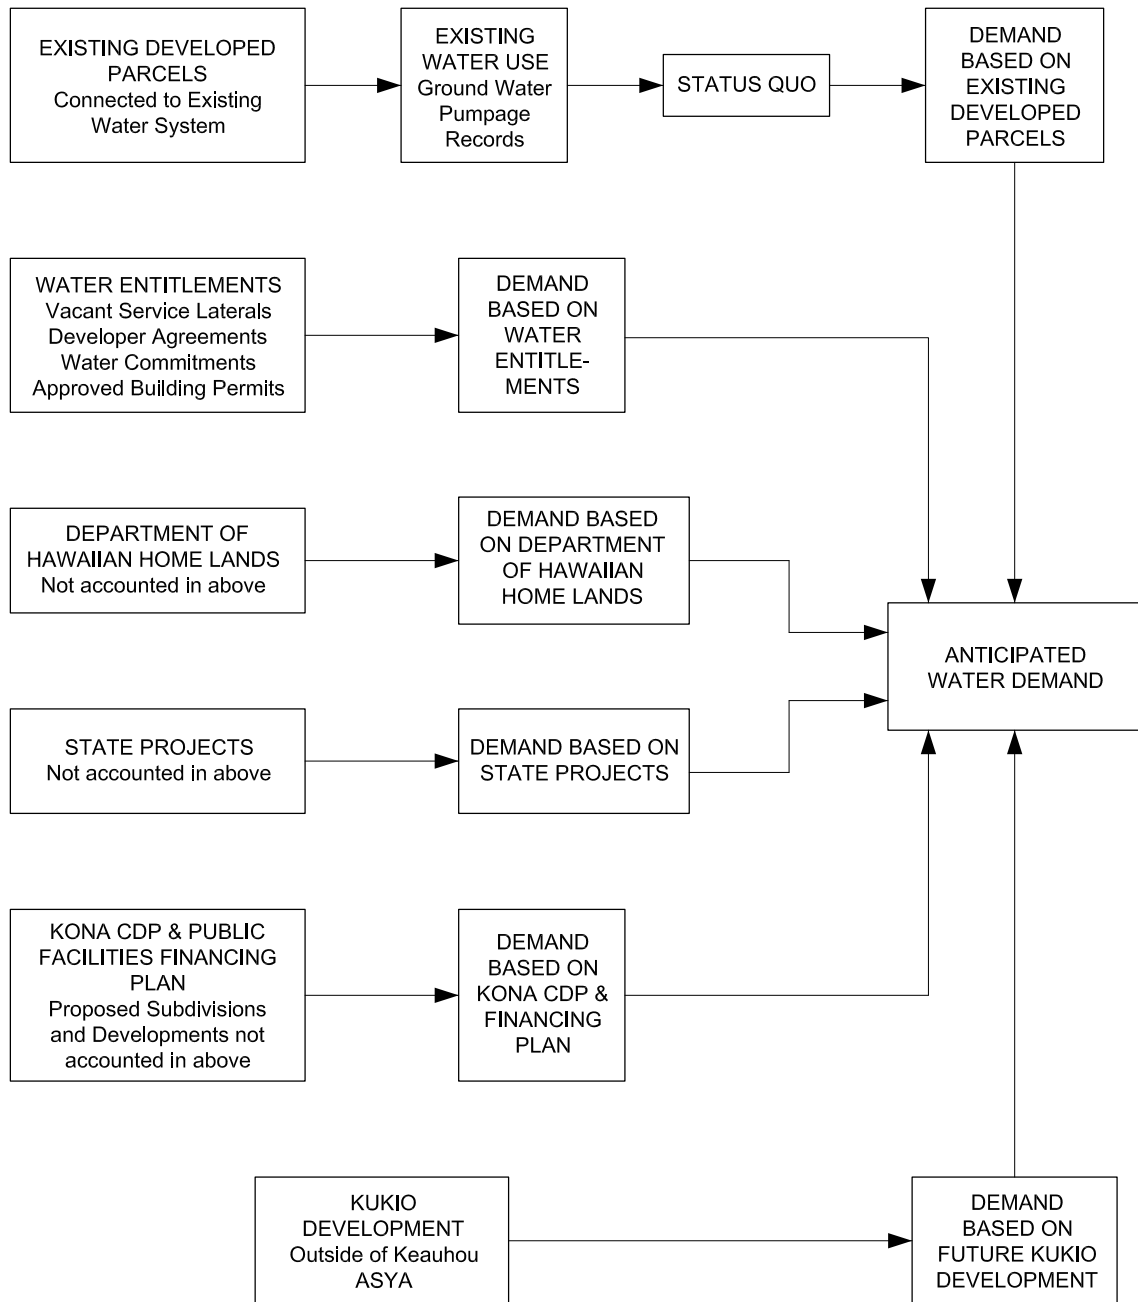 EXISTING DEVELOPED
PARCELS
Connected to Existing
Water System
EXISTING
WATER USE
Ground Water
Pumpage
Records
STATUS QUO
DEMAND
BASED ON
EXISTING
DEVELOPED
PARCELS
WATER ENTITLEMENTS
Vacant Service Laterals
Developer Agreements
Water Commitments
Approved Building Permits
DEMAND
BASED ON
WATER
ENTITLE-
MENTS
DEPARTMENT OF
HAWAIIAN HOME LANDS
Not accounted in above
DEMAND BASED
ON DEPARTMENT
OF HAWAIIAN
HOME LANDS
ANTICIPATED
WATER DEMAND
STATE PROJECTS
Not accounted in above
DEMAND BASED ON
STATE PROJECTS
KONA CDP & PUBLIC
FACILITIES FINANCING
PLAN
Proposed Subdivisions
and Developments not
accounted in above
DEMAND
BASED ON
KONA CDP &
FINANCING
PLAN
KUKIO
DEVELOPMENT
Outside of Keauhou
ASYA
DEMAND
BASED ON
FUTURE KUKIO
DEVELOPMENT